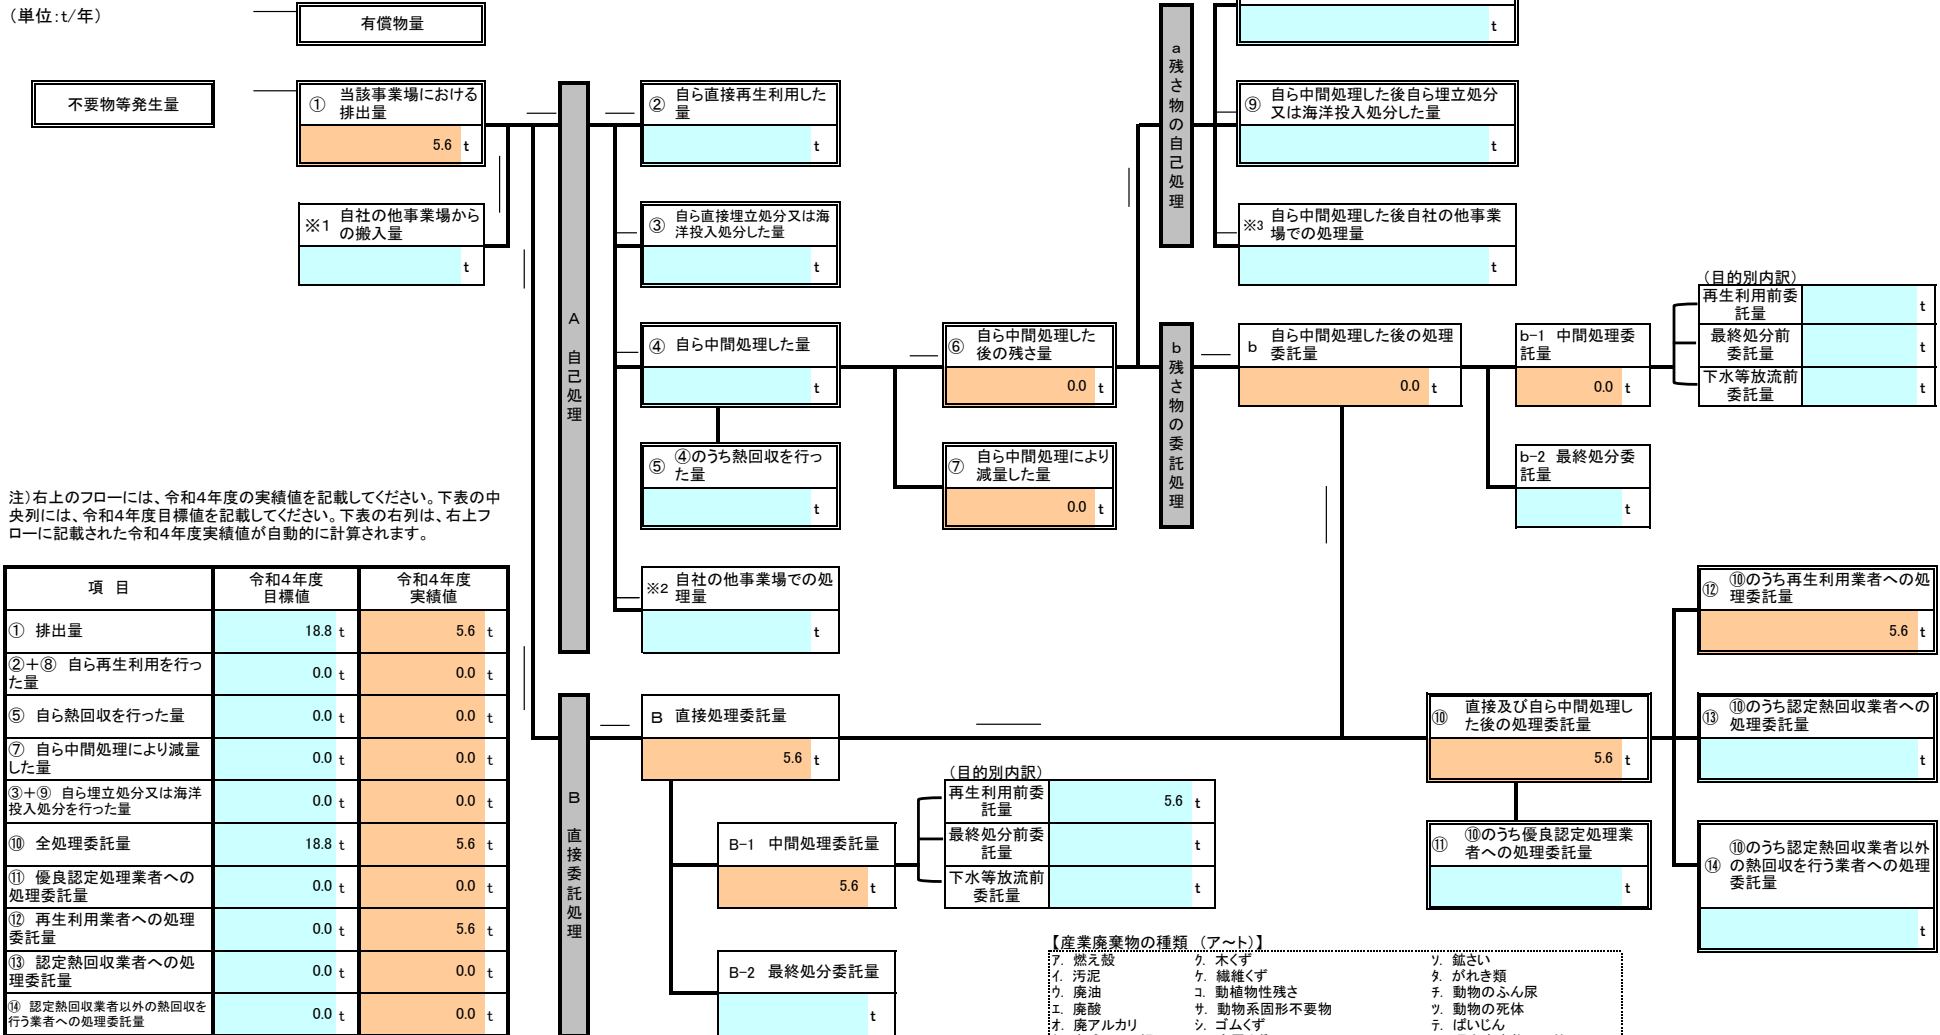 (単位:t/年)
有償物量
不要物等発生量
① 当該事業場における
排出量
5.6 t
※1 自社の他事業場から
の搬入量
t
A 自己処理
② 自ら直接再生利用した
量
t
③ 自ら直接埋立処分又は海
洋投入処分した量
t
④ 自ら中間処理した量
t
⑤ ④のうち熱回収を行っ
た量
t
※2 自社の他事業場での処
理量
t
⑥ 自ら中間処理した
後の残さ量
0.0 t
⑦ 自ら中間処理により
減量した量
0.0 t
a 残さ物の自己処理
t
⑨ 自ら中間処理した後自ら埋立処分
又は海洋投入処分した量
t
※3 自ら中間処理した後自社の他事業
場での処理量
t
b 残さ物の委託処理
b 自ら中間処理した後の処理
委託量
0.0 t
b-1 中間処理委
託量
0.0 t
b-2 最終処分委
託量
t
(目的別内訳)
再生利用前委
託量
t
最終処分前
委託量
t
下水等放流前
委託量
t
注)右上のフローには、令和4年度の実績値を記載してください。下表の中
央列には、令和4年度目標値を記載してください。下表の右列は、右上フ
ローに記載された令和4年度実績値が自動的に計算されます。
項 目 令和4年度
目標値 令和4年度
実績値
① 排出量 18.8 t 5.6 t
②+⑧ 自ら再生利用を行っ
た量 0.0 t 0.0 t
⑤ 自ら熱回収を行った量 0.0 t 0.0 t
⑦ 自ら中間処理により減量
した量 0.0 t 0.0 t
③+⑨ 自ら埋立処分又は海洋
投入処分を行った量 0.0 t 0.0 t
⑩ 全処理委託量 18.8 t 5.6 t
⑪ 優良認定処理業者への
処理委託量 0.0 t 0.0 t
⑫ 再生利用業者への処理
委託量 0.0 t 5.6 t
⑬ 認定熱回収業者への処
理委託量 0.0 t 0.0 t
⑭ 認定熱回収業者以外の熱回収を
行う業者への処理委託量 0.0 t 0.0 t
B 直接委託処理
B 直接処理委託量
5.6 t
B-1 中間処理委託量
5.6 t
B-2 最終処分委託量
t
(目的別内訳)
再生利用前委
託量
5.6 t
最終処分前委
託量
t
下水等放流前
委託量
t
⑩ 直接及び自ら中間処理し
た後の処理委託量
5.6 t
⑪ ⑩のうち優良認定処理業
者への処理委託量
t
⑫ ⑩のうち再生利用業者への処
理委託量
5.6 t
⑬ ⑩のうち認定熱回収業者への
処理委託量
t
⑭ ⑩のうち認定熱回収業者以外
の熱回収を行う業者への処理
委託量
t
【産業廃棄物の種類 (ア~ト)】
ア. 燃え殻 ク. 木くず ソ. 鉱さい
イ. 汚泥 ケ. 繊維くず タ. がれき類
ウ. 廃油 コ. 動植物性残さ チ. 動物のふん尿
エ. 廃酸 サ. 動物系固形不要物 ツ. 動物の死体
オ. 廃アルカリ シ. ゴムくず テ. ばいじん